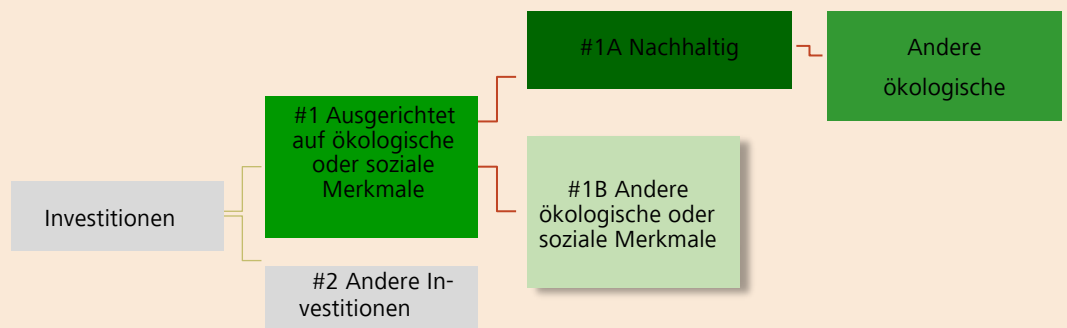 #1A Nachhaltig
Andere
ökologische
#1 Ausgerichtet
auf ökologische
oder soziale
Merkmale
#1B Andere
ökologische oder
soziale Merkmale
Investitionen
#2 Andere In-
vestitionen